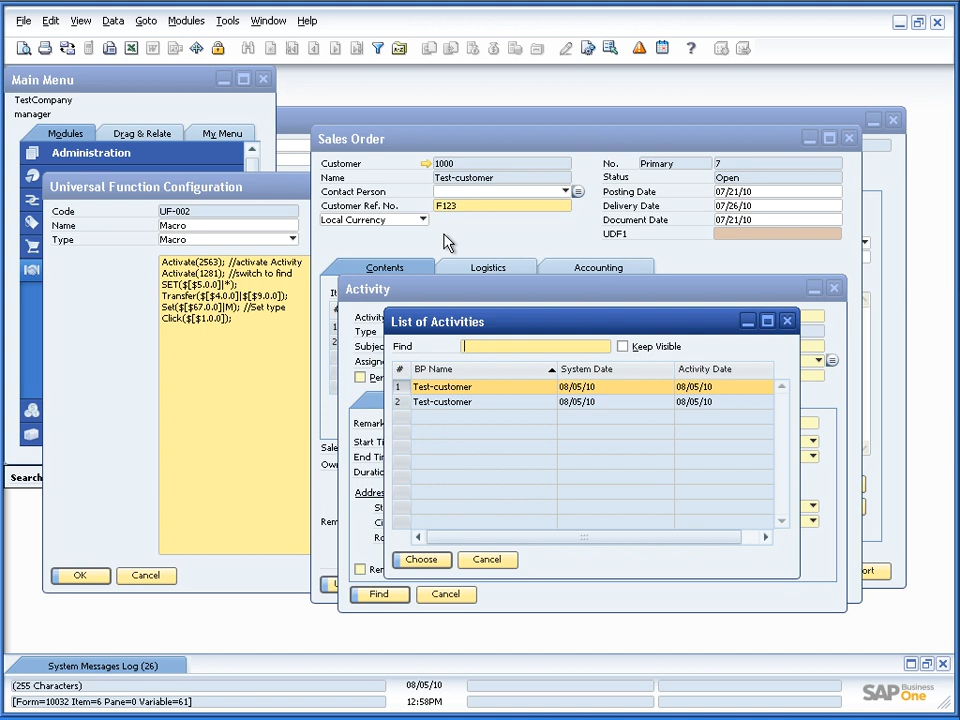 File Edit View Data Goto Modules Tools Window Help
Main Menu
TestCompany
manager
Modules Drag & Relate My Menu
Administration
Universal Function Configuration
Code UF-002
Name Macro
Type Macro
Activate(2563); //activate Activity
Activate(1281); //switch to find
SET($[$5.0.0]|*);
Transfer($[$4.0.0]|$[$9.0.0]);
Set($[$67.0.0]|M); //Set type
Click($[$1.0.0]);
OK Cancel
Search
Sales Order
Customer 1000
Name Test-customer
Contact Person
Customer Ref. No. F123
Local Currency
No. Primary 7
Status Open
Posting Date 07/21/10
Delivery Date 07/26/10
Document Date 07/21/10
UDF1
Contents Logistics Accounting
Activity
Type
List of Activities
Find Keep Visible
# BP Name System Date Activity Date
1 Test-customer 08/05/10 08/05/10
2 Test-customer 08/05/10 08/05/10
Choose Cancel
Find Cancel
System Messages Log (26)
(255 Characters) 08/05/10
[Form=10032 Item=6 Pane=0 Variable=61] 12:58PM
SAP Business One